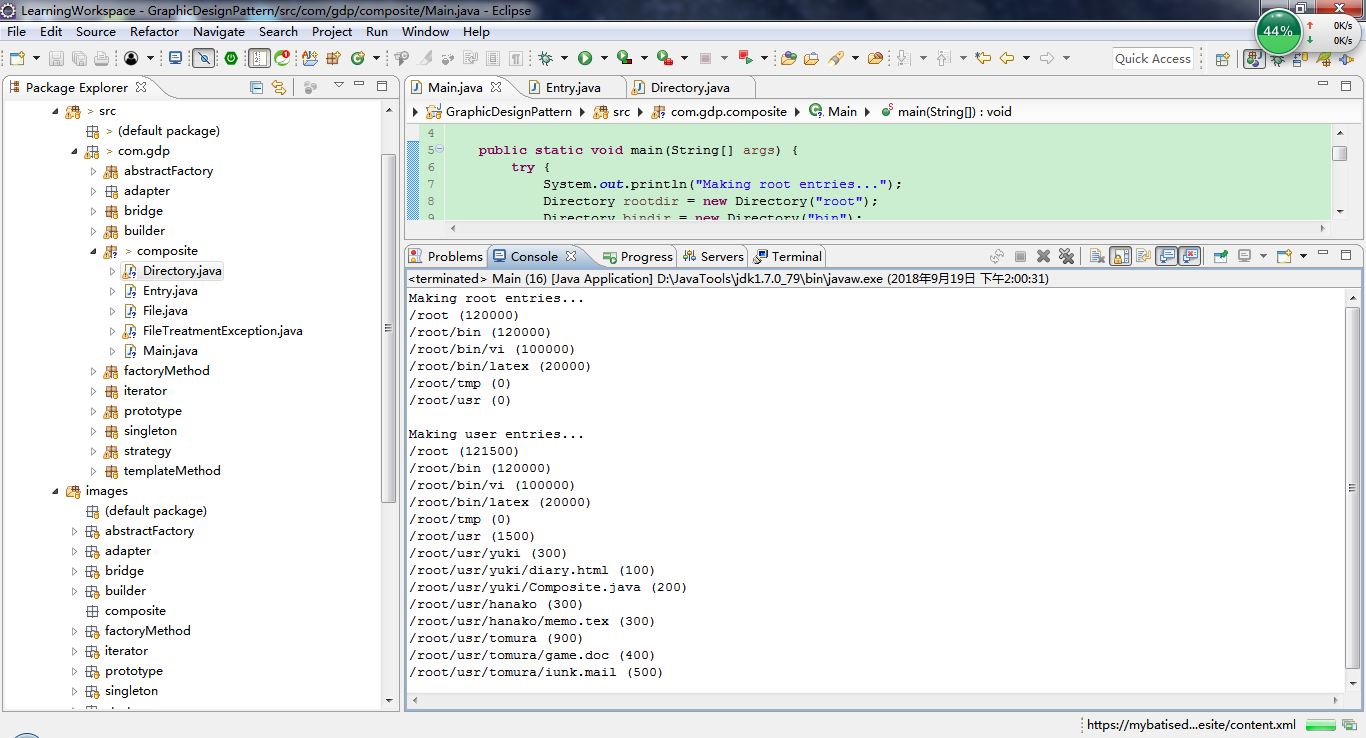 LearningWorkspace - GraphicDesignPattern/src/com/gdp/composite/Main.java - Eclipse
44%
0K/s
0K/s
File Edit Source Refactor Navigate Search Project Run Window Help
Quick Access
Package Explorer
> src
> (default package)
> com.gdp
abstractFactory
adapter
bridge
builder
> composite
Directory.java
Entry.java
File.java
FileTreatmentException.java
Main.java
factoryMethod
iterator
prototype
singleton
strategy
templateMethod
images
(default package)
abstractFactory
adapter
bridge
builder
composite
factoryMethod
iterator
prototype
singleton
Main.java Entry.java Directory.java
GraphicDesignPattern src com.gdp.composite Main main(String[]) : void
4
5 public static void main(String[] args) {
6 try {
7 System.out.println("Making root entries...");
8 Directory rootdir = new Directory("root");
9 Directory bindir = new Directory("bin");
Problems Console Progress Servers Terminal
<terminated> Main (16) [Java Application] D:\JavaTools\jdk1.7.0_79\bin\javaw.exe (2018年9月19日 下午2:00:31)
Making root entries...
/root (120000)
/root/bin (120000)
/root/bin/vi (100000)
/root/bin/latex (20000)
/root/tmp (0)
/root/usr (0)
Making user entries...
/root (121500)
/root/bin (120000)
/root/bin/vi (100000)
/root/bin/latex (20000)
/root/tmp (0)
/root/usr (1500)
/root/usr/yuki (300)
/root/usr/yuki/diary.html (100)
/root/usr/yuki/Composite.java (200)
/root/usr/hanako (300)
/root/usr/hanako/memo.tex (300)
/root/usr/tomura (900)
/root/usr/tomura/game.doc (400)
/root/usr/tomura/iunk.mail (500)
https://mybatised...esite/content.xml